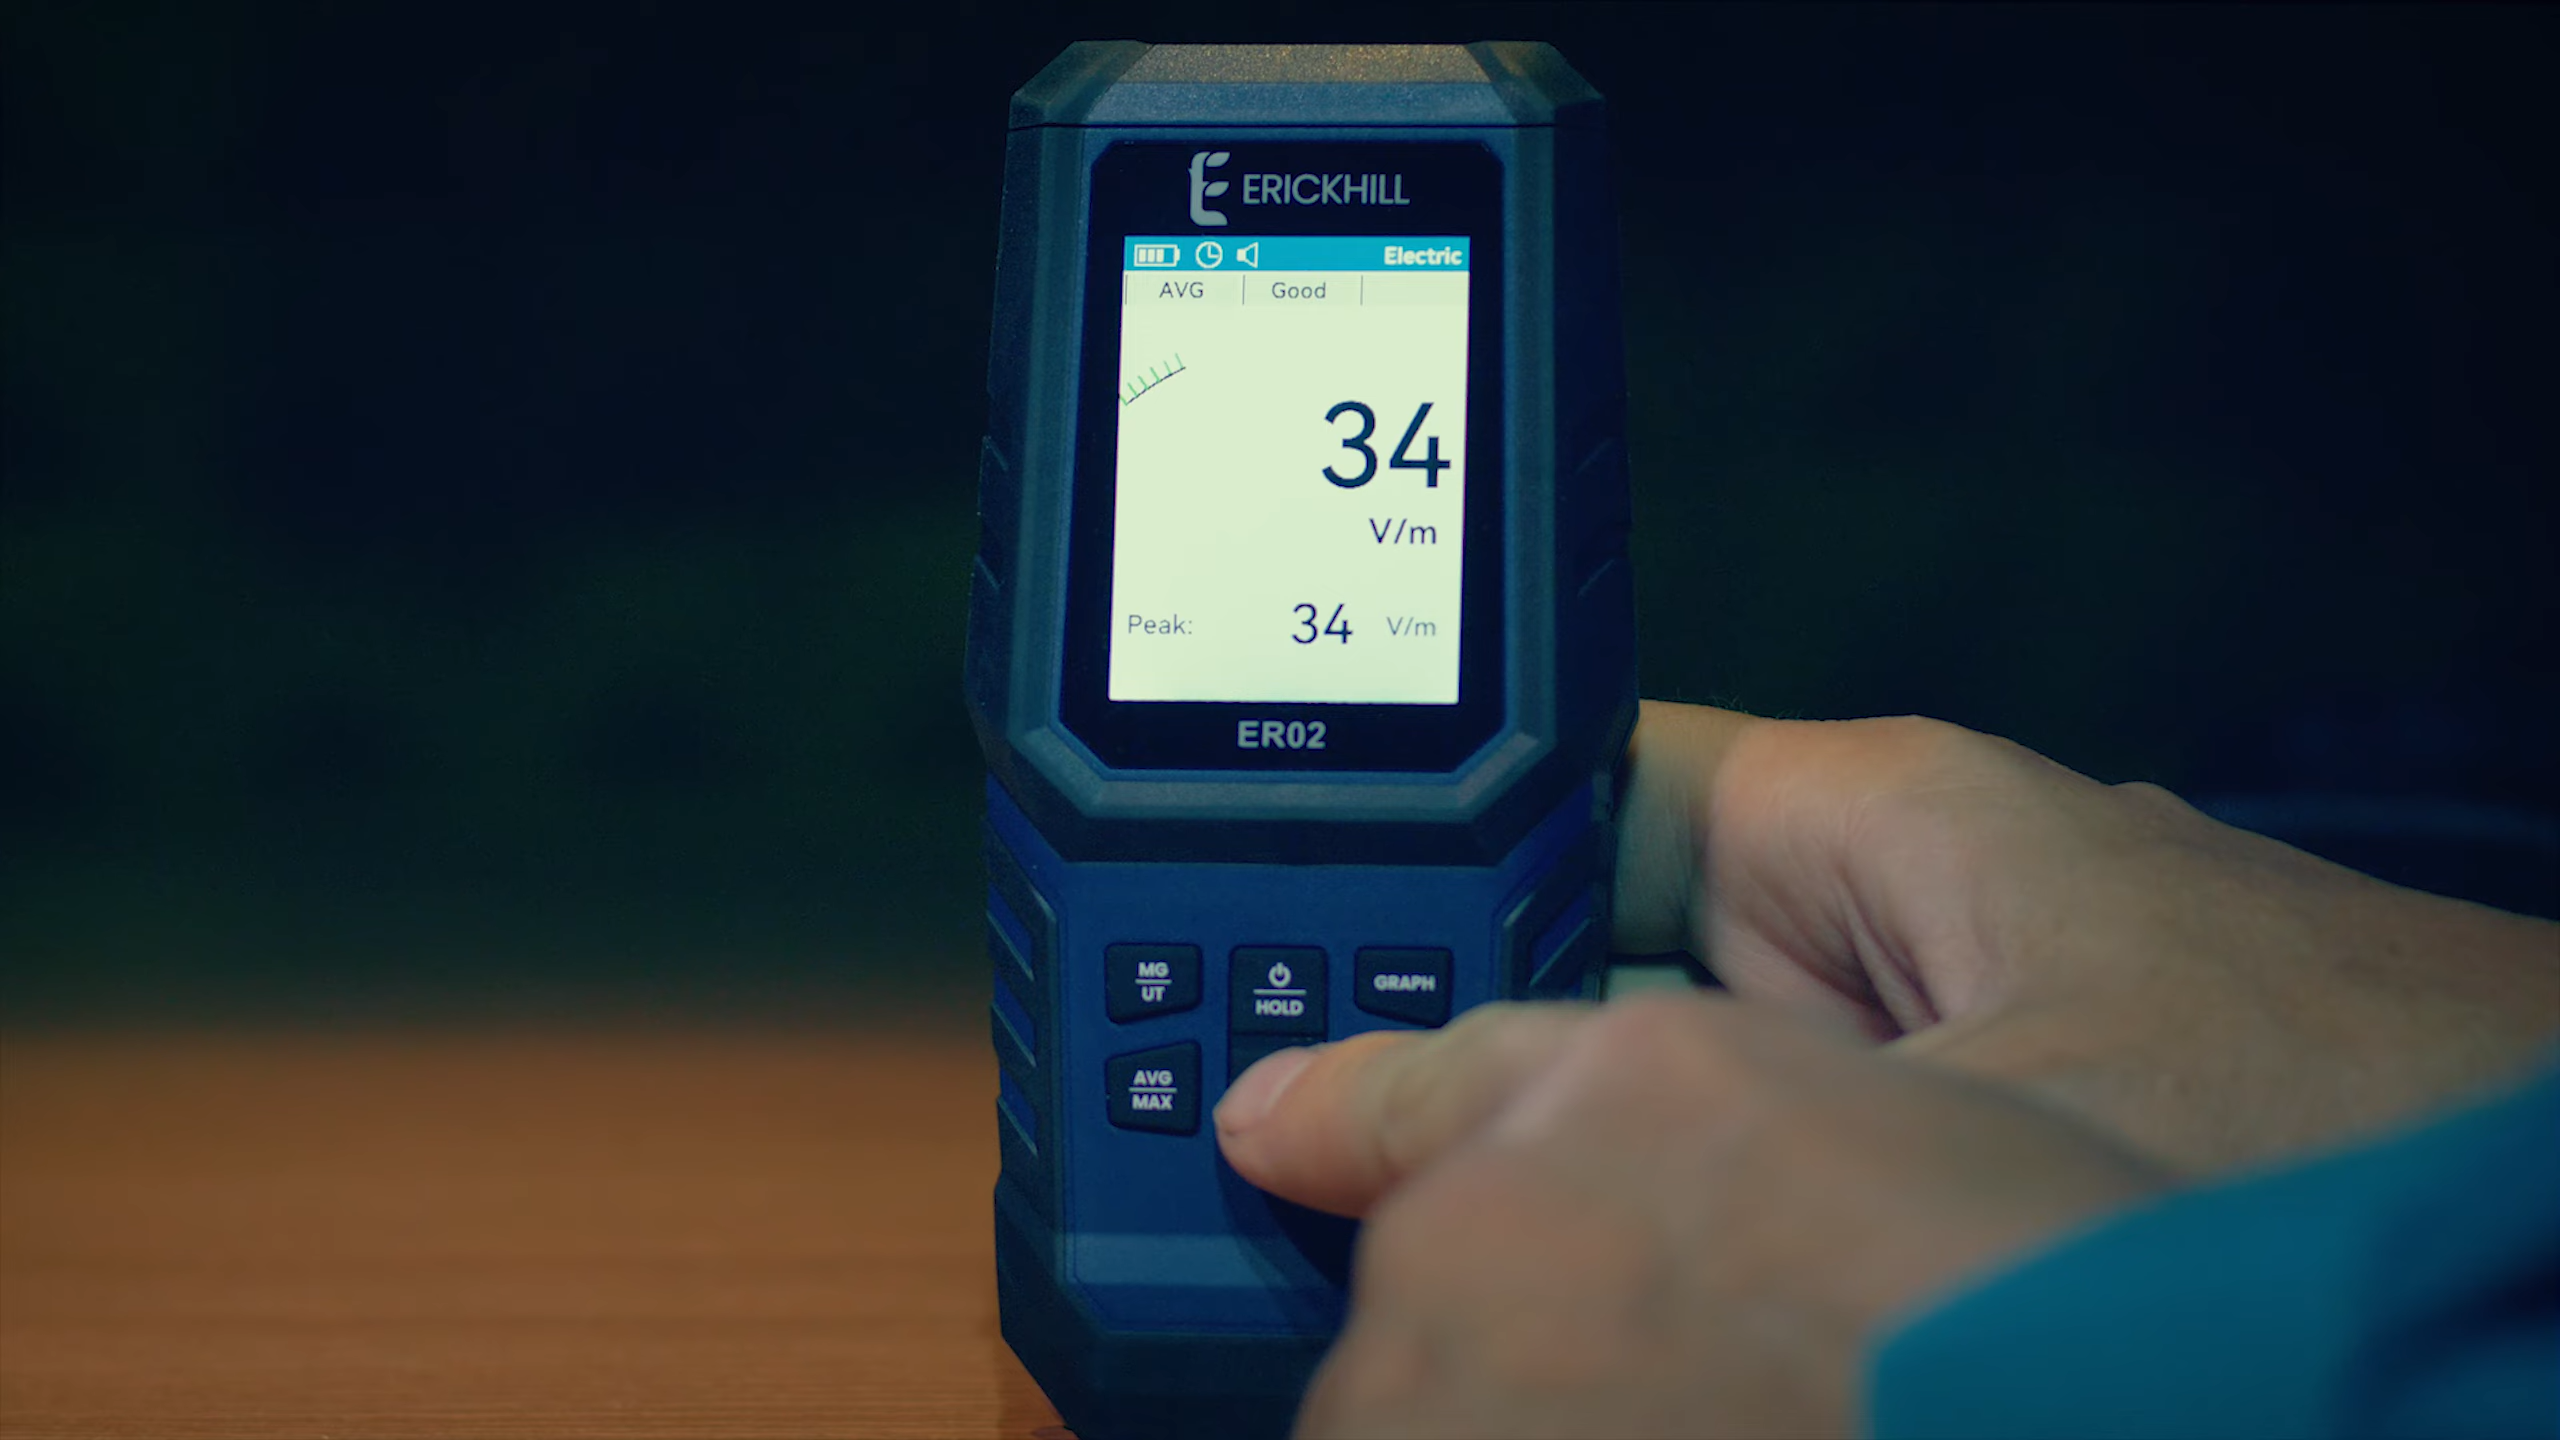 ERICKHILL
Electric
AVG Good
34
V/m
Peak: 34 V/m
ER02
MG
UT
HOLD
GRAPH
AVG
MAX